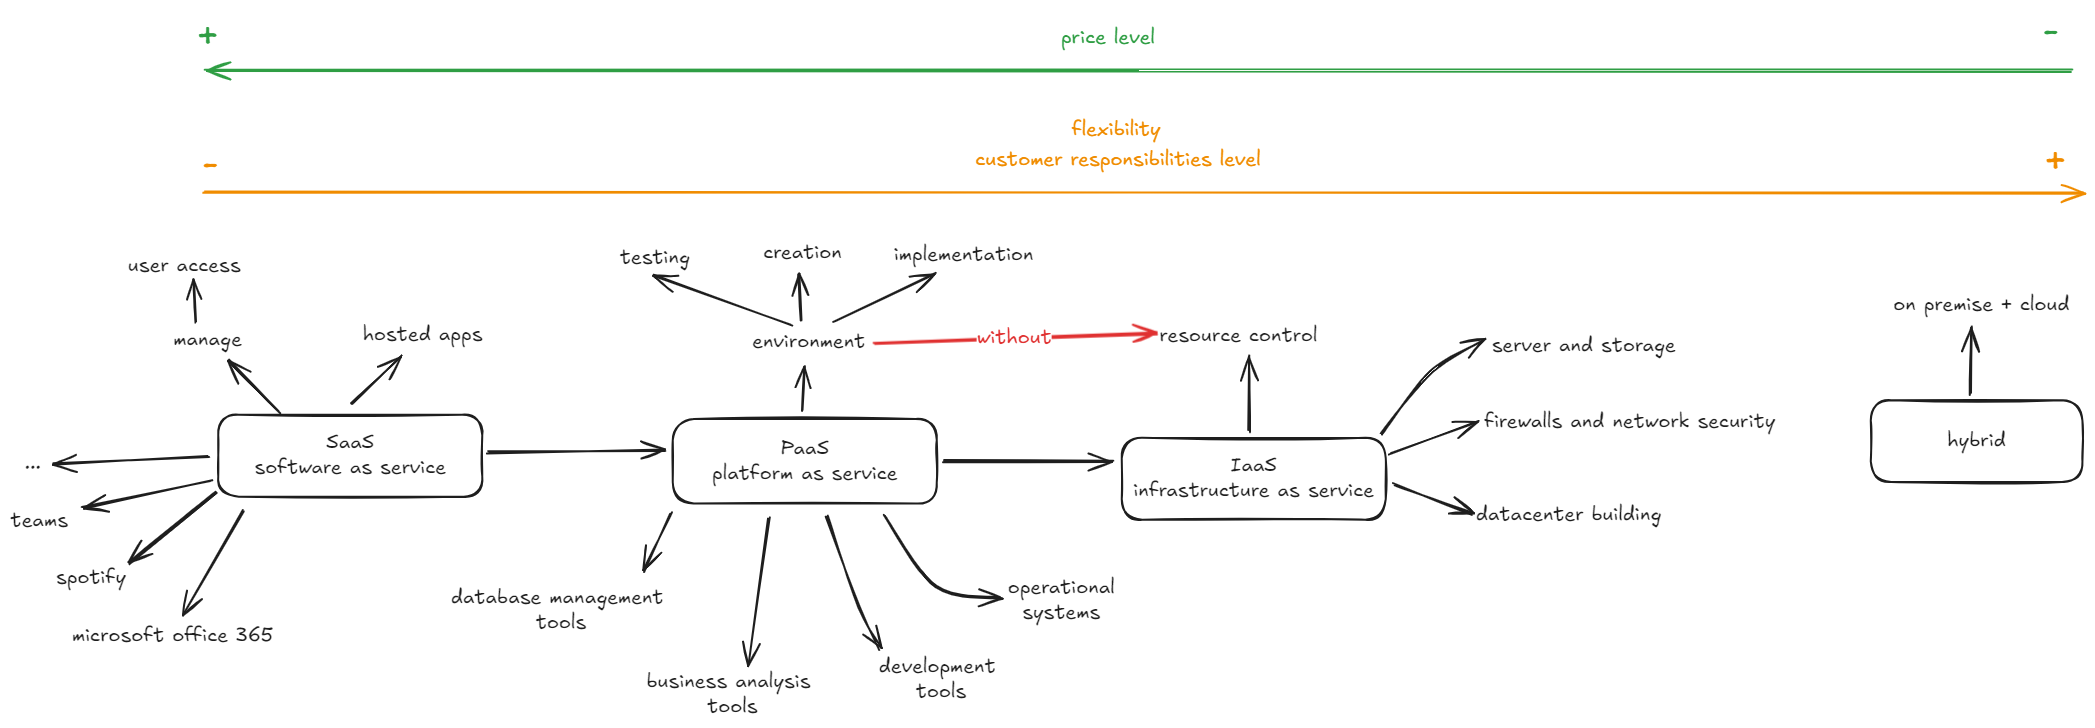 +
price level
-
flexibility
customer responsibilities level
-
+
user access
manage
hosted apps
testing
creation
implementation
environment
without
resource control
server and storage
firewalls and network security
datacenter building
on premise + cloud
SaaS
software as service
PaaS
platform as service
IaaS
infrastructure as service
hybrid
...
teams
spotify
microsoft office 365
database management
tools
business analysis
tools
development
tools
operational
systems